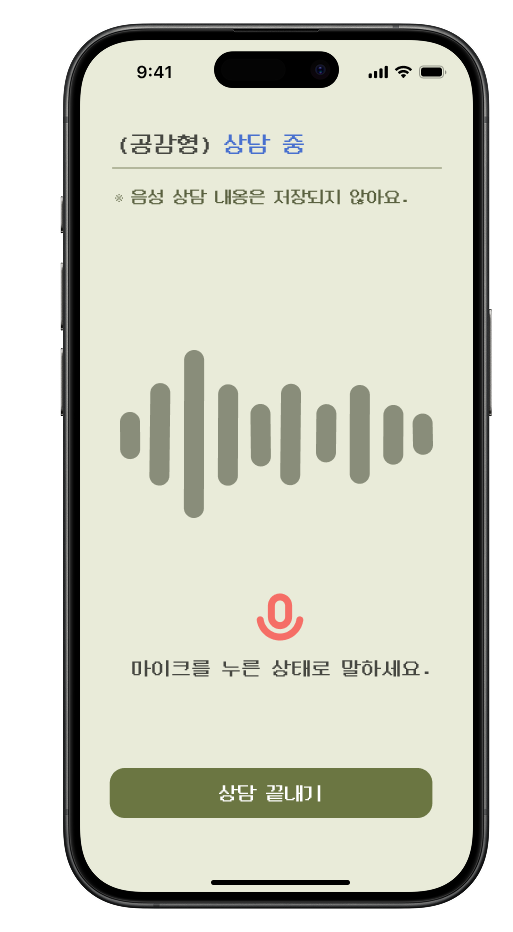 9:41
(공감형) 상담 중
※ 음성 상담 내용은 저장되지 않아요.
마이크를 누른 상태로 말하세요.
상담 끝내기